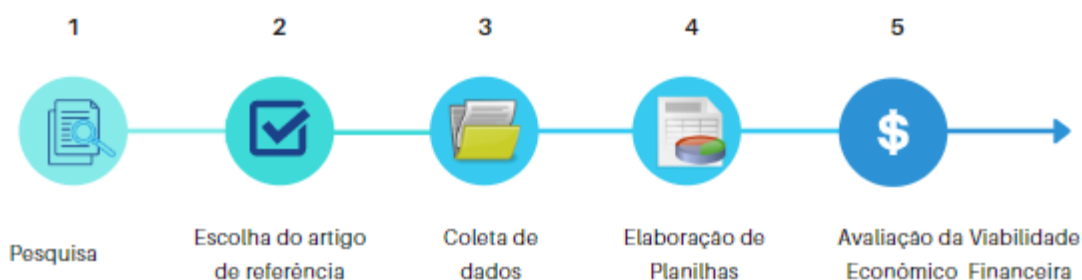 1
2
3
4
5
$
Pesquisa
Escolha do artigo
de referência
Coleta de
dados
Elaboração de
Planilhas
Avaliação da Viabilidade
Econômico Financeira